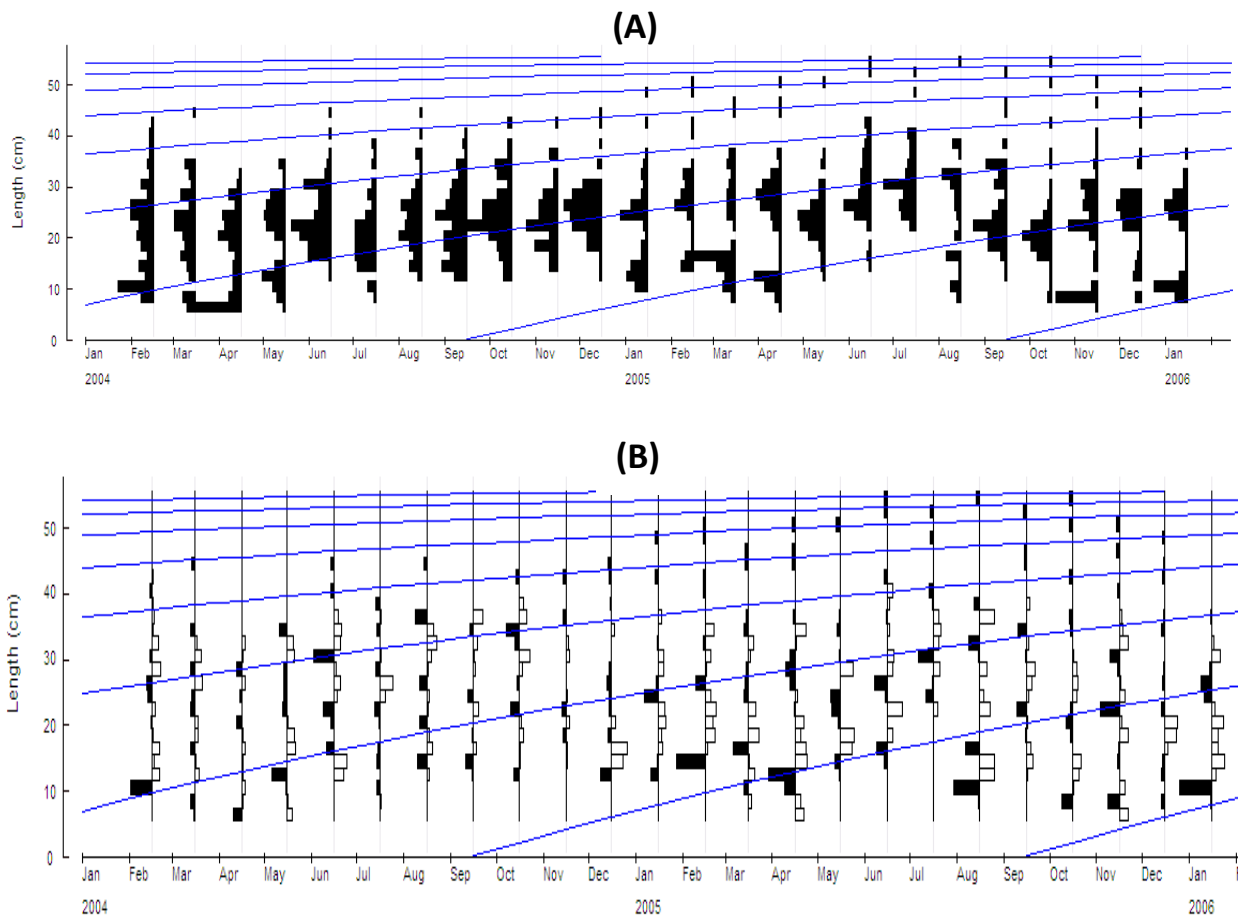 (A)
Length (cm)
50
40
30
20
10
0
Jan Feb Mar Apr May Jun Jul Aug Sep Oct Nov Dec Jan Feb Mar Apr May Jun Jul Aug Sep Oct Nov Dec Jan
2004 2005 2006
(B)
Length (cm)
50
40
30
20
10
0
Jan Feb Mar Apr May Jun Jul Aug Sep Oct Nov Dec Jan Feb Mar Apr May Jun Jul Aug Sep Oct Nov Dec Jan F
2004 2005 2006